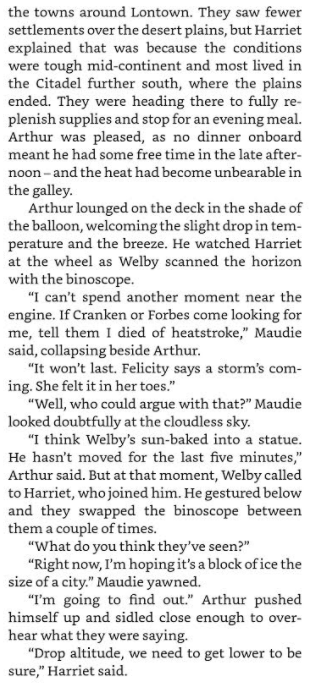 the towns around Lontown. They saw fewer
settlements over the desert plains, but Harriet
explained that was because the conditions
were tough mid-continent and most lived in
the Citadel further south, where the plains
ended. They were heading there to fully re-
plenish supplies and stop for an evening meal.
Arthur was pleased, as no dinner onboard
meant he had some free time in the late after-
noon – and the heat had become unbearable in
the galley.
Arthur lounged on the deck in the shade of
the balloon, welcoming the slight drop in tem-
perature and the breeze. He watched Harriet
at the wheel as Welby scanned the horizon
with the binoscope.
“I can’t spend another moment near the
engine. If Cranken or Forbes come looking for
me, tell them I died of heatstroke,” Maudie
said, collapsing beside Arthur.
“It won’t last. Felicity says a storm’s com-
ing. She felt it in her toes.”
“Well, who could argue with that?” Maudie
looked doubtfully at the cloudless sky.
“I think Welby’s sun-baked into a statue.
He hasn’t moved for the last five minutes,”
Arthur said. But at that moment, Welby called
to Harriet, who joined him. He gestured below
and they swapped the binoscope between
them a couple of times.
“What do you think they’ve seen?”
“Right now, I’m hoping it’s a block of ice the
size of a city.” Maudie yawned.
“I’m going to find out.” Arthur pushed
himself up and sidled close enough to over-
hear what they were saying.
“Drop altitude, we need to get lower to be
sure,” Harriet said.